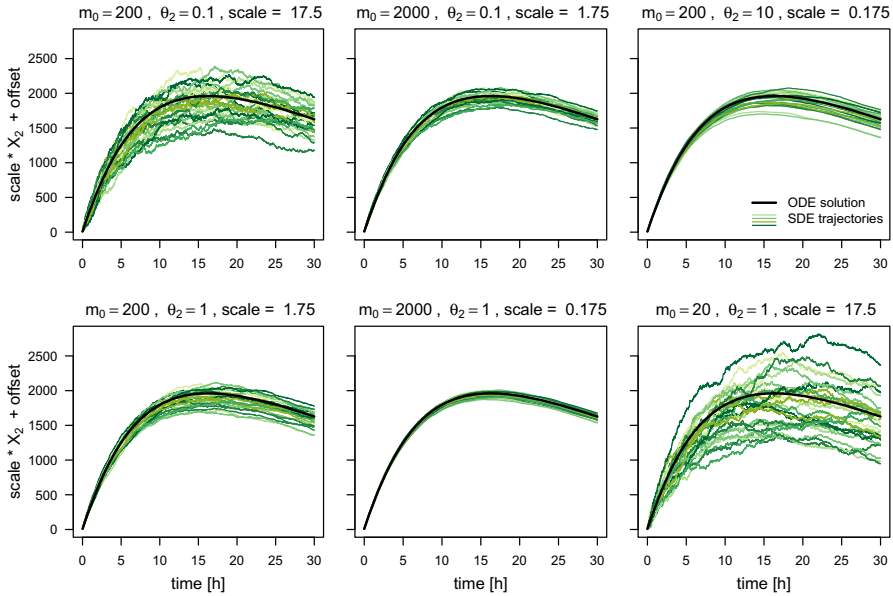 m₀ = 200 , θ₂ = 0.1 , scale = 17.5
m₀ = 2000 , θ₂ = 0.1 , scale = 1.75
m₀ = 200 , θ₂ = 10 , scale = 0.175
scale * X₂ + offset
2500
2000
1500
1000
500
0
ODE solution
SDE trajectories
0 5 10 15 20 25 30
0 5 10 15 20 25 30
0 5 10 15 20 25 30
m₀ = 200 , θ₂ = 1 , scale = 1.75
m₀ = 2000 , θ₂ = 1 , scale = 0.175
m₀ = 20 , θ₂ = 1 , scale = 17.5
scale * X₂ + offset
2500
2000
1500
1000
500
0
0 5 10 15 20 25 30
0 5 10 15 20 25 30
0 5 10 15 20 25 30
time [h]
time [h]
time [h]